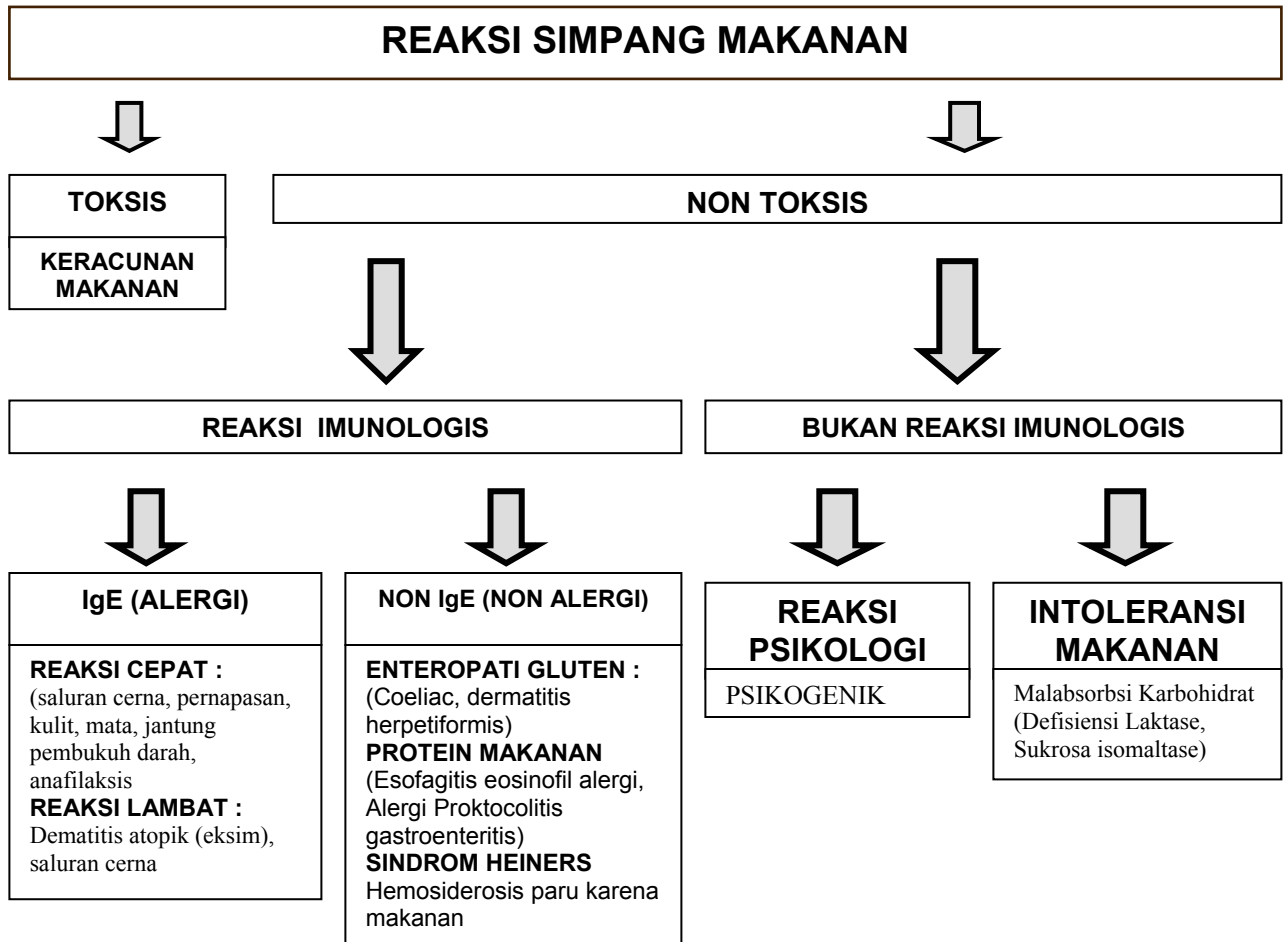 REAKSI SIMPANG MAKANAN
TOKSIS
KERACUNAN
MAKANAN
NON TOKSIS
REAKSI IMUNOLOGIS
BUKAN REAKSI IMUNOLOGIS
IgE (ALERGI)
REAKSI CEPAT :
(saluran cerna, pernapasan,
kulit, mata, jantung
pembukuh darah,
anafilaksis
REAKSI LAMBAT :
Dematitis atopik (eksim),
saluran cerna
NON IgE (NON ALERGI)
ENTEROPATI GLUTEN :
(Coeliac, dermatitis
herpetiformis)
PROTEIN MAKANAN
(Esofagitis eosinofil alergi,
Alergi Proktocolitis
gastroenteritis)
SINDROM HEINERS
Hemosiderosis paru karena
makanan
REAKSI
PSIKOLOGI
PSIKOGENIK
INTOLERANSI
MAKANAN
Malabsorbsi Karbohidrat
(Defisiensi Laktase,
Sukrosa isomaltase)